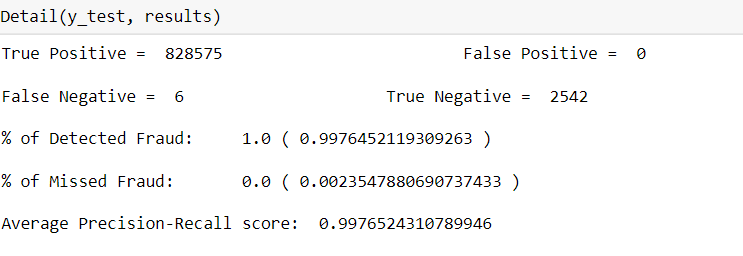 Detail(y_test, results)
True Positive =  828575                        False Positive =  0
False Negative =  6                    True Negative =  2542
% of Detected Fraud:     1.0 ( 0.9976452119309263 )
% of Missed Fraud:       0.0 ( 0.0023547880690737433 )
Average Precision-Recall score:  0.9976524310789946